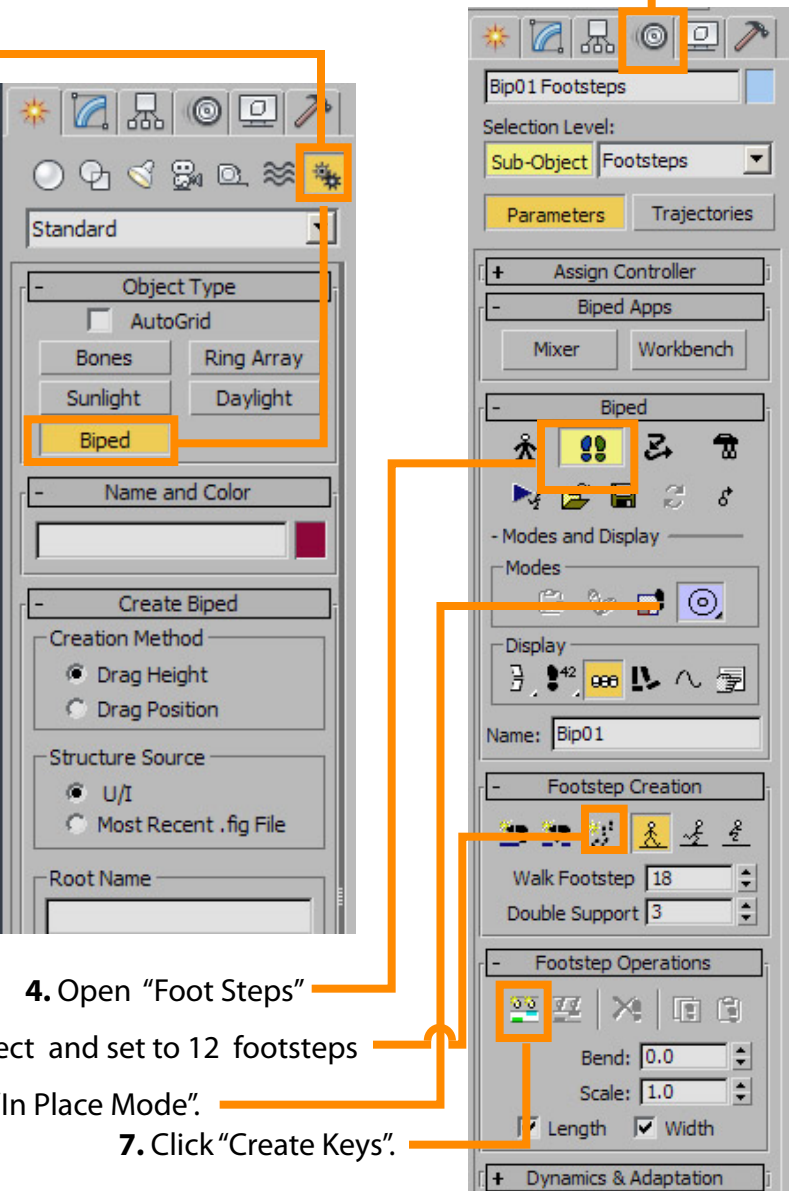 Standard
- Object Type
AutoGrid
Bones Ring Array
Sunlight Daylight
Biped
- Name and Color
- Create Biped
Creation Method
Drag Height
Drag Position
Structure Source
U/I
Most Recent .fig File
Root Name
Bip01 Footsteps
Selection Level:
Sub-Object Footsteps
Parameters Trajectories
+ Assign Controller
- Biped Apps
Mixer Workbench
- Biped
- Modes and Display
Modes
Display
42
Name: Bip01
- Footstep Creation
Walk Footstep 18
Double Support 3
- Footstep Operations
Bend: 0.0
Scale: 1.0
Length Width
+ Dynamics & Adaptation
4. Open "Foot Steps"
ect and set to 12 footsteps
"In Place Mode".
7. Click "Create Keys".